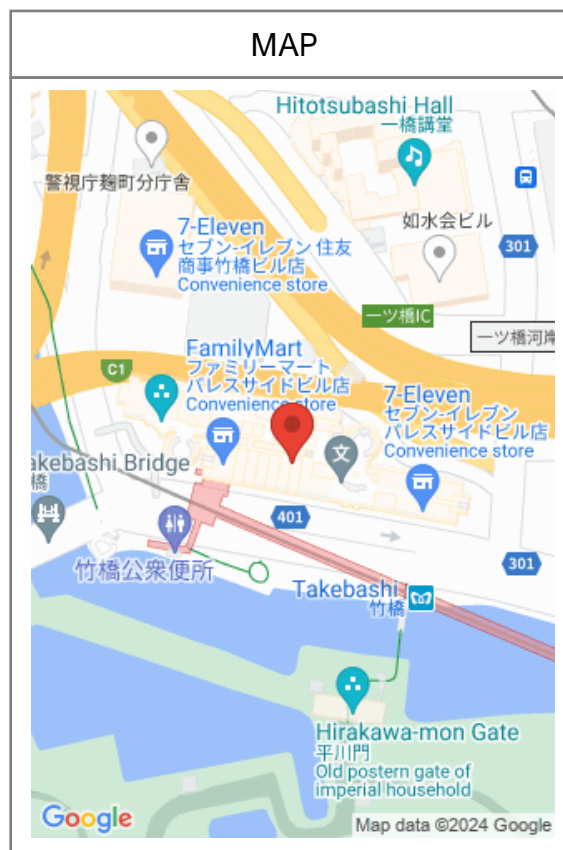 MAP
Hitotsubashi Hall
一橋講堂
警視庁麹町分庁舎
7-Eleven
セブン-イレブン 住友
商事竹橋ビル店
Convenience store
如水会ビル
301
一ツ橋IC
一ツ橋河岸
C1
FamilyMart
ファミリーマート
パレスサイドビル店
Convenience store
7-Eleven
セブン-イレブン
パレスサイドビル店
Convenience store
文
akebashi Bridge
橋
401
竹橋公衆便所
301
Takebashi
竹橋
Hirakawa-mon Gate
平川門
Old postern gate of
imperial household
Google
Map data ©2024 Google